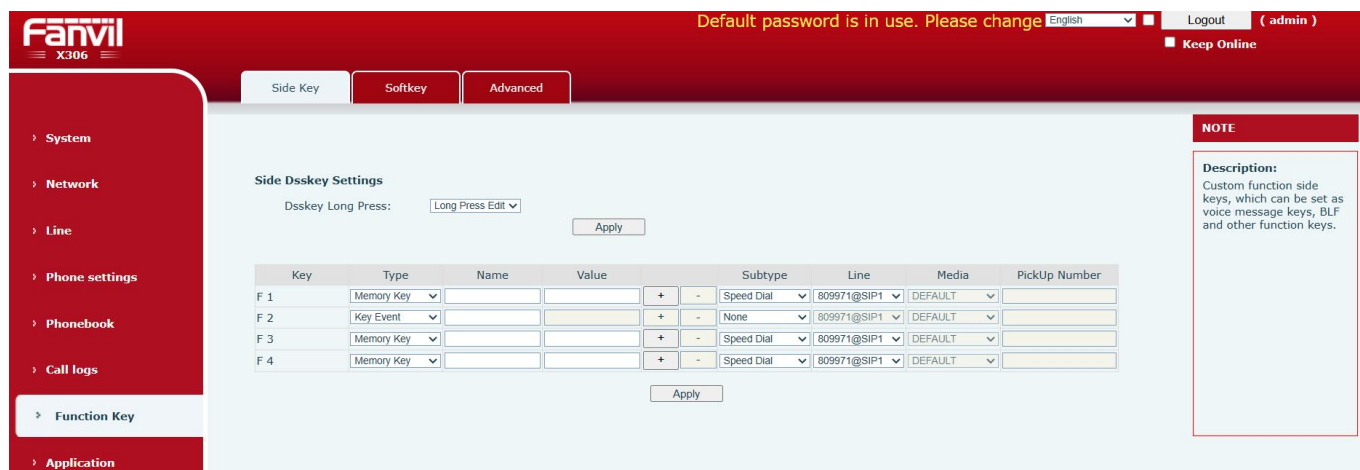 Fanvil
X306
Default password is in use. Please change English Logout ( admin )
Keep Online
Side Key Softkey Advanced
System
Network
Line
Phone settings
Phonebook
Call logs
Function Key
Application
Side Dsskey Settings
Dsskey Long Press: Long Press Edit
Apply
Key Type Name Value Subtype Line Media PickUp Number
F 1 Memory Key + - Speed Dial 809971@SIP1 DEFAULT
F 2 Key Event + - None 809971@SIP1 DEFAULT
F 3 Memory Key + - Speed Dial 809971@SIP1 DEFAULT
F 4 Memory Key + - Speed Dial 809971@SIP1 DEFAULT
Apply
NOTE
Description:
Custom function side
keys, which can be set as
voice message keys, BLF
and other function keys.